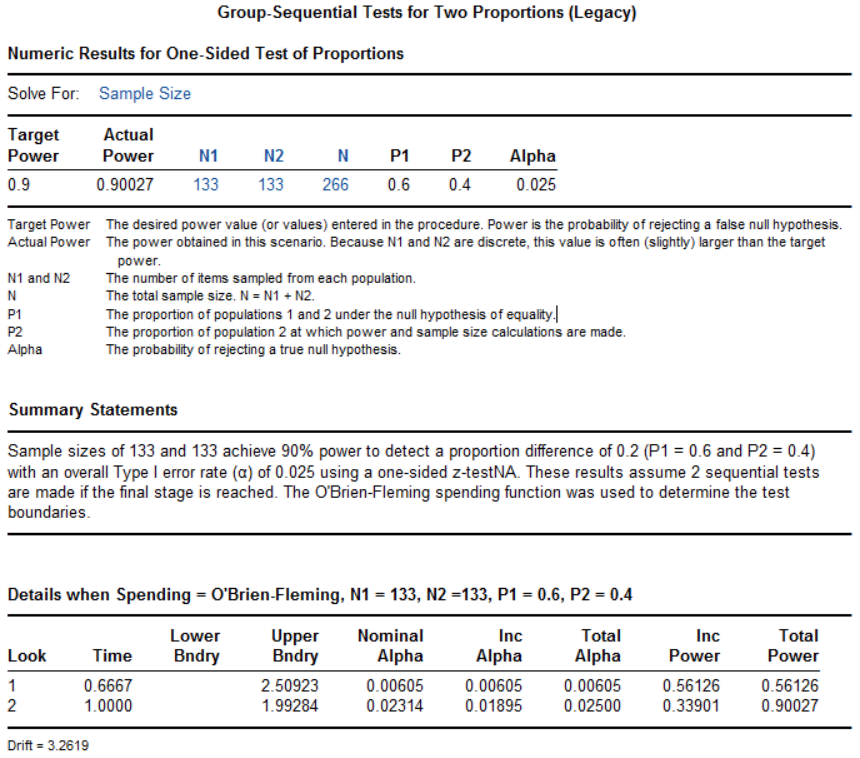 Group-Sequential Tests for Two Proportions (Legacy)
Numeric Results for One-Sided Test of Proportions
Solve For: Sample Size
Target Actual
Power Power N1 N2 N P1 P2 Alpha
0.9 0.90027 133 133 266 0.6 0.4 0.025
Target Power The desired power value (or values) entered in the procedure. Power is the probability of rejecting a false null hypothesis.
Actual Power The power obtained in this scenario. Because N1 and N2 are discrete, this value is often (slightly) larger than the target
power.
N1 and N2 The number of items sampled from each population.
N The total sample size. N = N1 + N2.
P1 The proportion of populations 1 and 2 under the null hypothesis of equality.
P2 The proportion of population 2 at which power and sample size calculations are made.
Alpha The probability of rejecting a true null hypothesis.
Summary Statements
Sample sizes of 133 and 133 achieve 90% power to detect a proportion difference of 0.2 (P1 = 0.6 and P2 = 0.4)
with an overall Type I error rate (α) of 0.025 using a one-sided z-testNA. These results assume 2 sequential tests
are made if the final stage is reached. The O'Brien-Fleming spending function was used to determine the test
boundaries.
Details when Spending = O'Brien-Fleming, N1 = 133, N2 =133, P1 = 0.6, P2 = 0.4
Lower Upper Nominal Inc Total Inc Total
Look Time Bndry Bndry Alpha Alpha Alpha Power Power
1 0.6667 2.50923 0.00605 0.00605 0.00605 0.56126 0.56126
2 1.0000 1.99284 0.02314 0.01895 0.02500 0.33901 0.90027
Drift = 3.2619